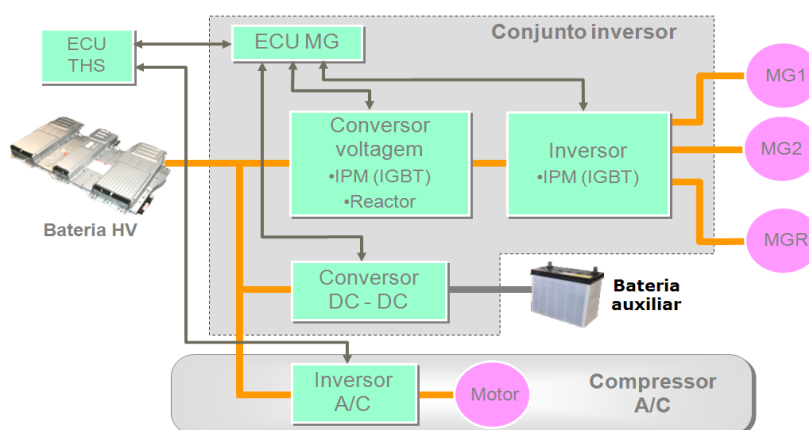 ECU
THS
ECU MG
Conjunto inversor
MG1
Conversor
voltagem
•IPM (IGBT)
•Reactor
Inversor
•IPM (IGBT)
MG2
Bateria HV
MGR
Conversor
DC - DC
Bateria
auxiliar
Inversor
A/C
Motor
Compressor
A/C